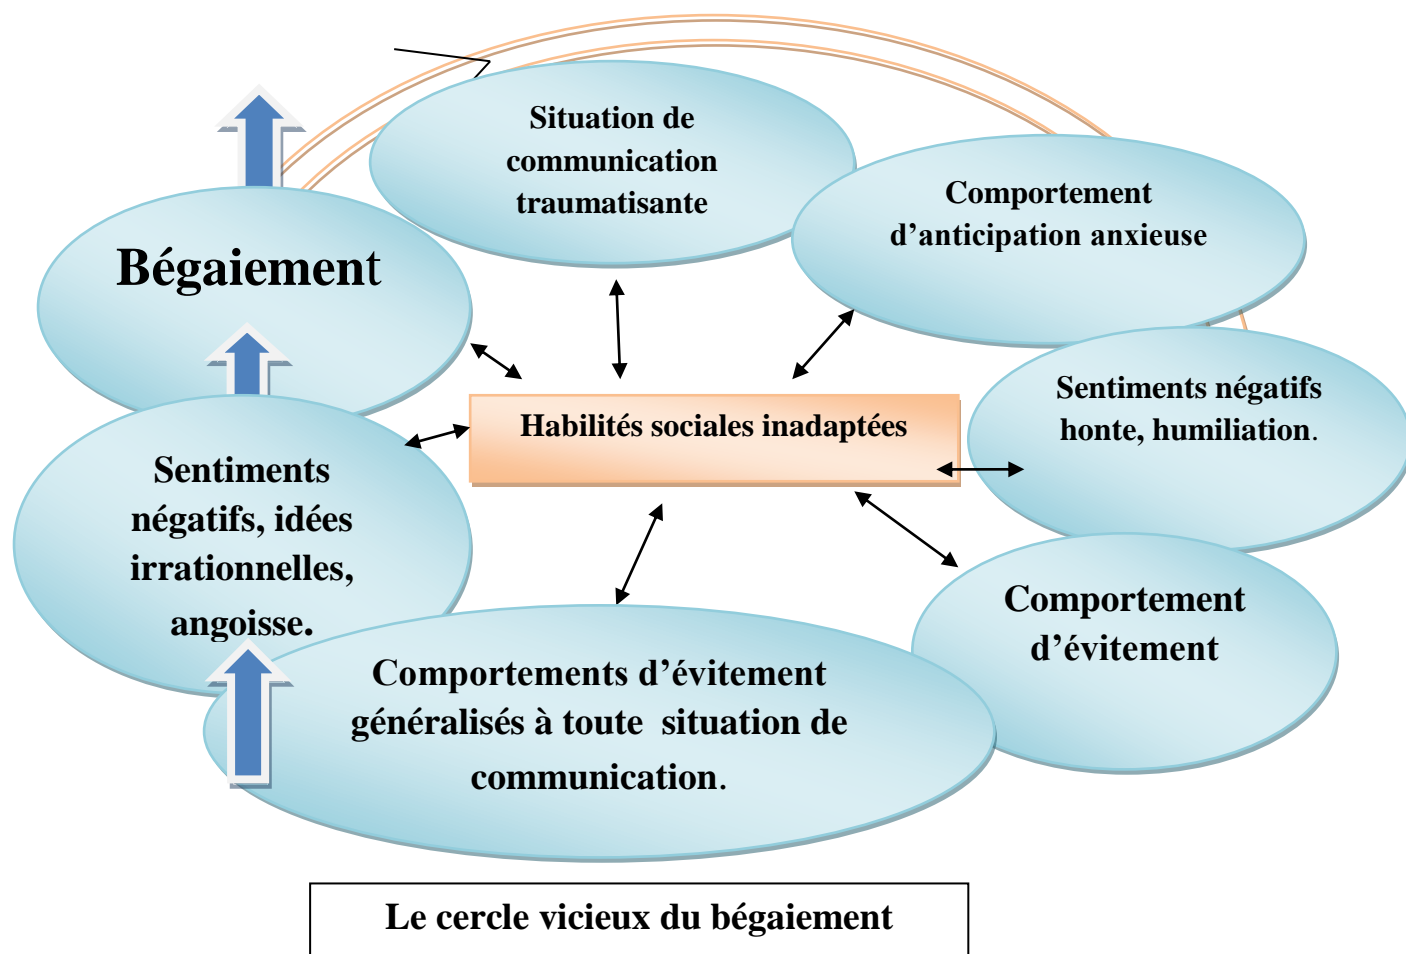 Situation de
communication
traumatisante
Comportement
d’anticipation anxieuse
Bégaiement
Sentiments négatifs
honte, humiliation.
Habilités sociales inadaptées
Sentiments
négatifs, idées
irrationnelles,
angoisse.
Comportement
d’évitement
Comportements d’évitement
généralisés à toute situation de
communication.
Le cercle vicieux du bégaiement